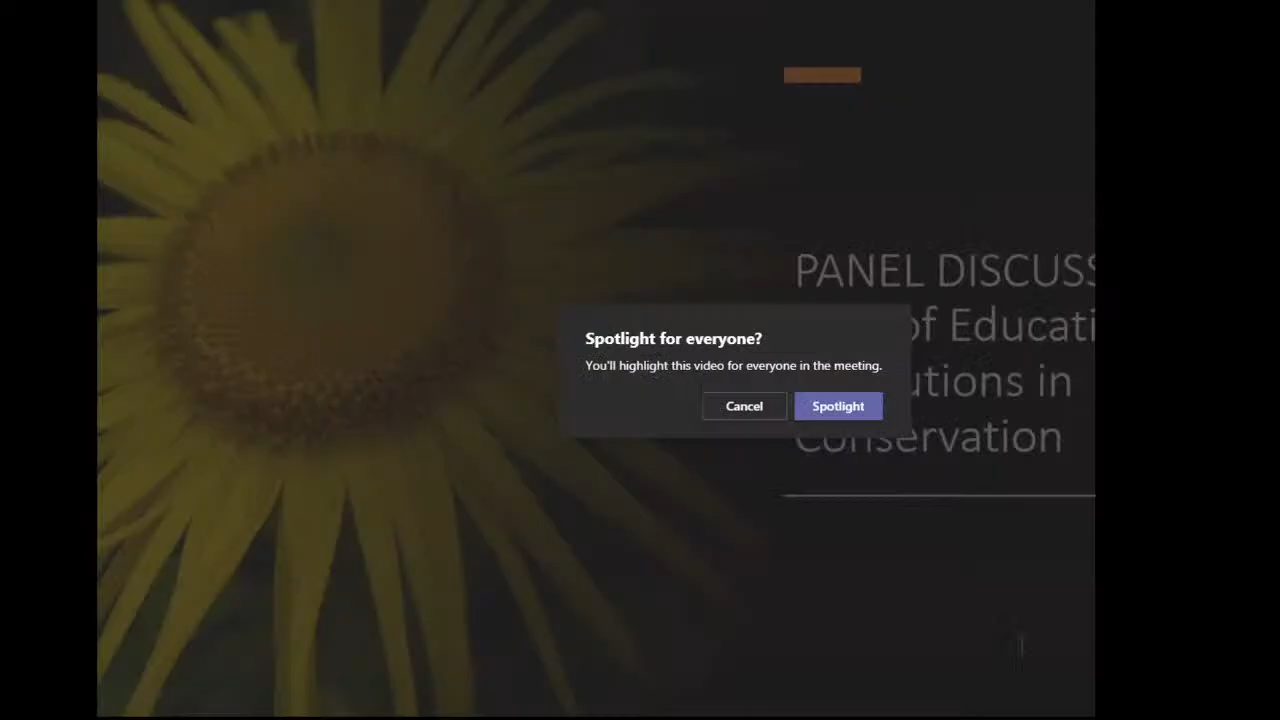 PANEL DISCUSS
of Educati
utions in
Conservation
Spotlight for everyone?
You'll highlight this video for everyone in the meeting.
Cancel
Spotlight